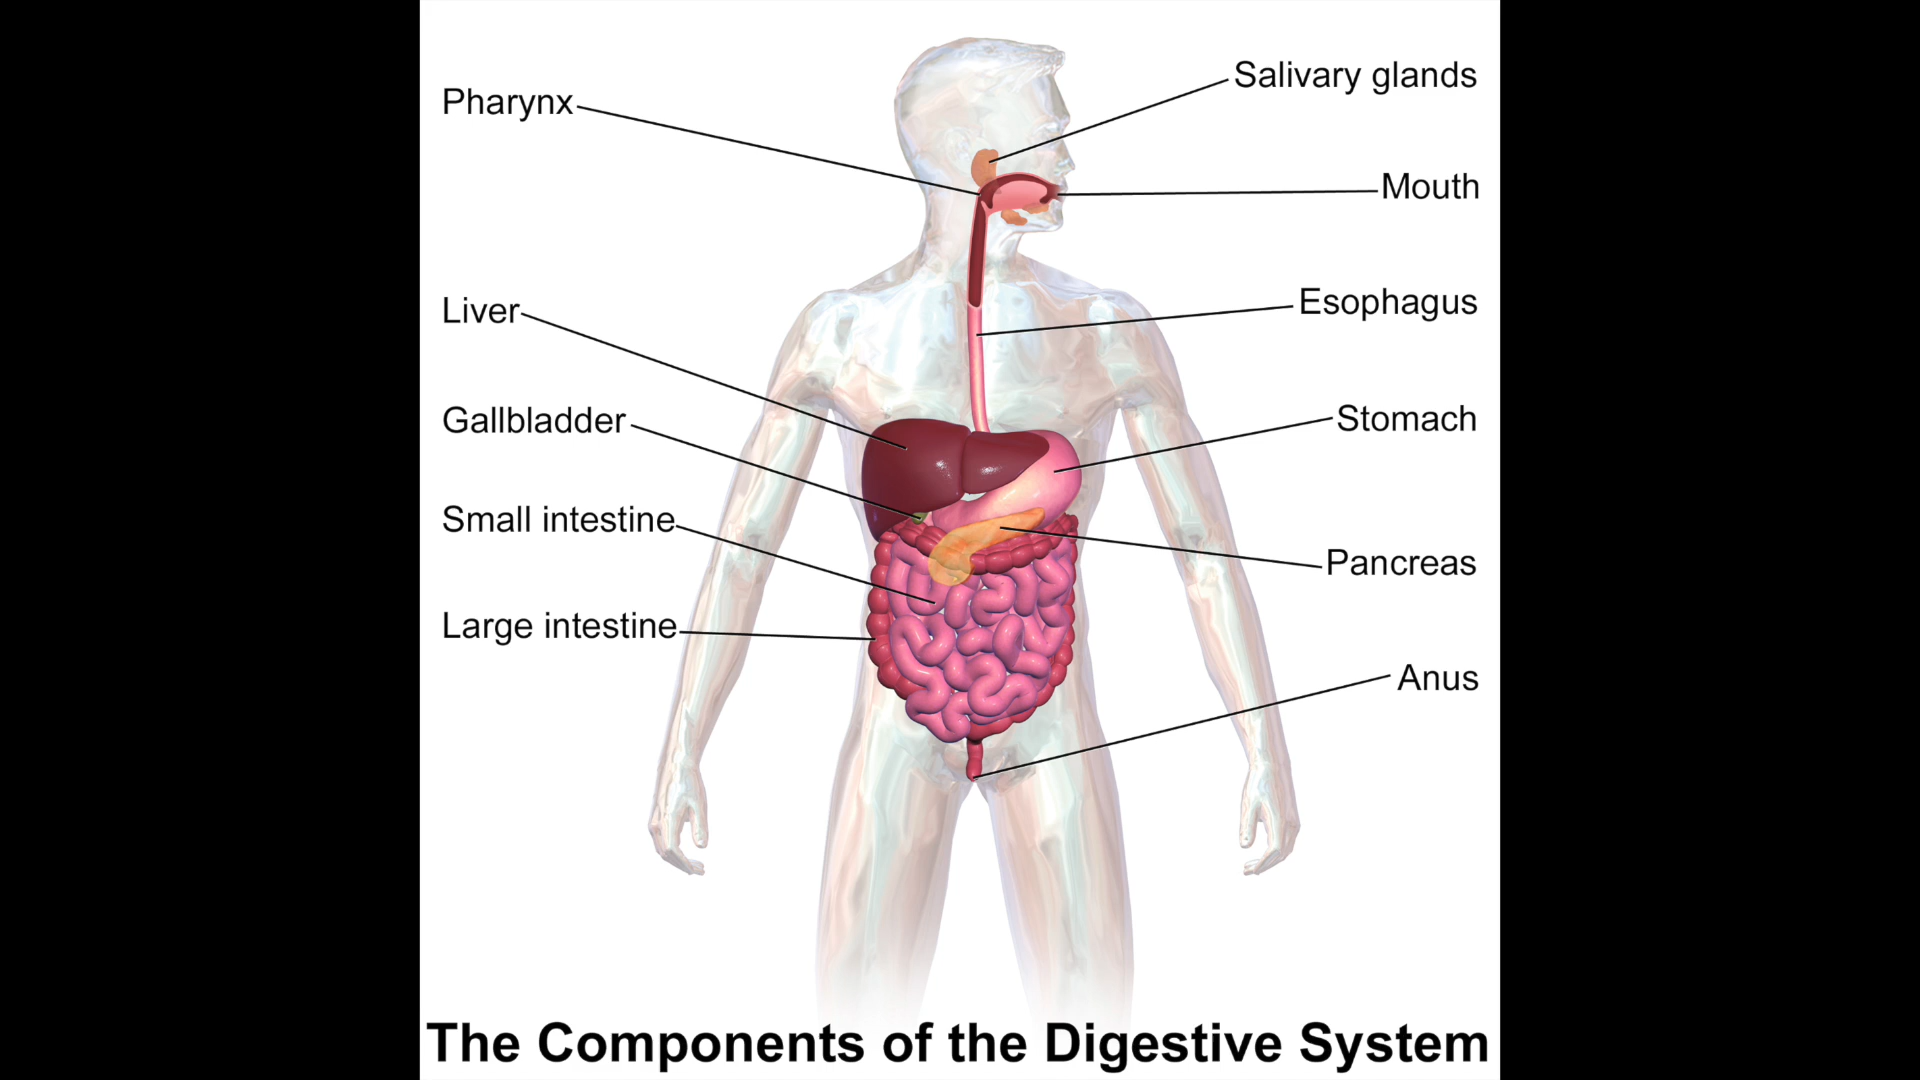 Salivary glands
Pharynx
Mouth
Esophagus
Liver
Stomach
Gallbladder
Small intestine
Pancreas
Large intestine
Anus
The Components of the Digestive System